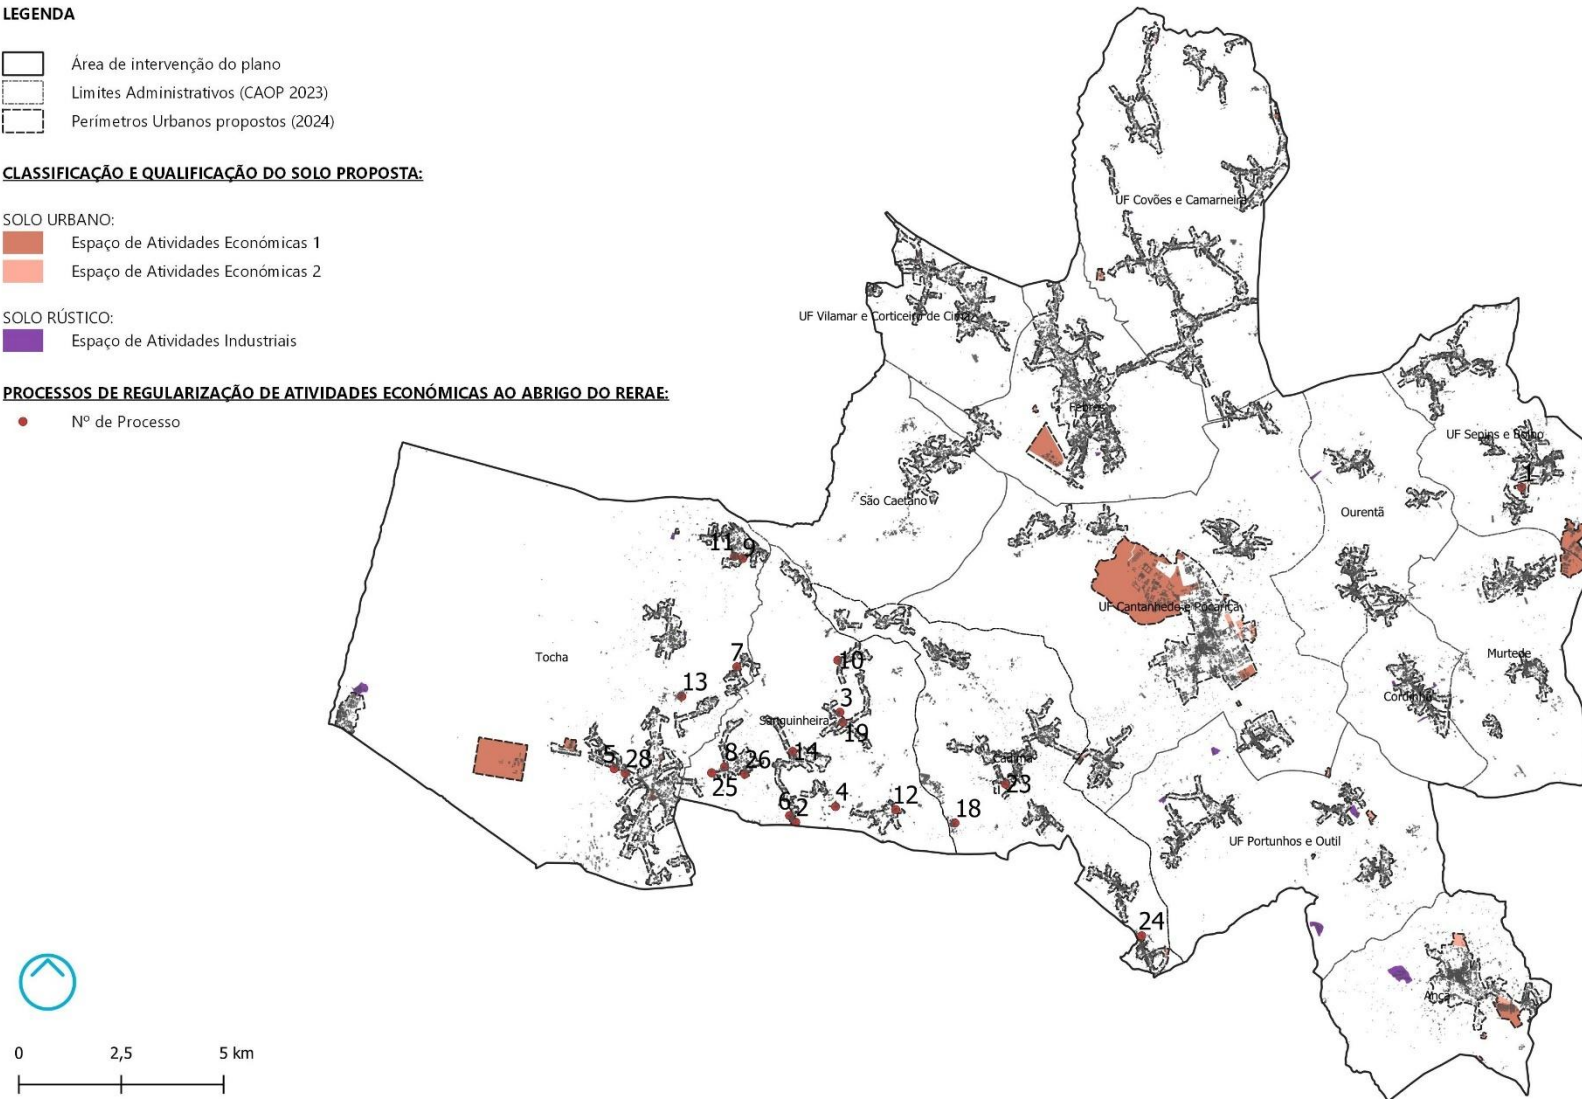 LEGENDA
Área de intervenção do plano
Limites Administrativos (CAOP 2023)
Perímetros Urbanos propostos (2024)
CLASSIFICAÇÃO E QUALIFICAÇÃO DO SOLO PROPOSTA:
SOLO URBANO:
Espaço de Atividades Económicas 1
Espaço de Atividades Económicas 2
SOLO RÚSTICO:
Espaço de Atividades Industriais
PROCESSOS DE REGULARIZAÇÃO DE ATIVIDADES ECONÓMICAS AO ABRIGO DO RERAE:
Nº de Processo
UF Covões e Camarneira
UF Vilamar e Corticeiro de Cima
Febres
UF Sepins e Bolho
1
São Caetano
Ourentã
11
9
UF Cantanhede e Pocariça
Tocha
7
10
Murtede
13
Cordinhã
3
Sanguinheira
19
14
5
28
8
26
25
Cadima
23
6
2
4
12
18
UF Portunhos e Outil
24
Ançã
0
2,5
5 km